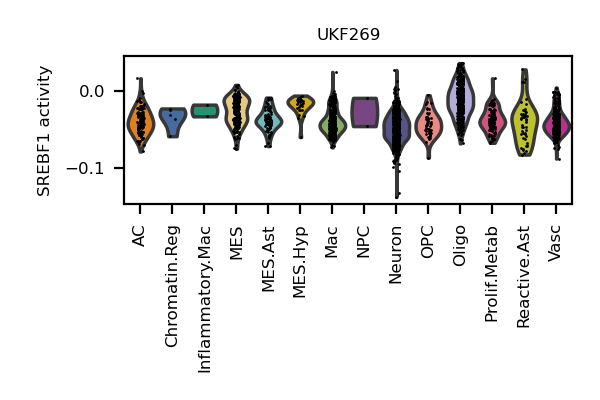 UKF269
SREBF1 activity
0.0
−0.1
AC
Chromatin.Reg
Inflammatory.Mac
MES
MES.Ast
MES.Hyp
Mac
NPC
Neuron
OPC
Oligo
Prolif.Metab
Reactive.Ast
Vasc